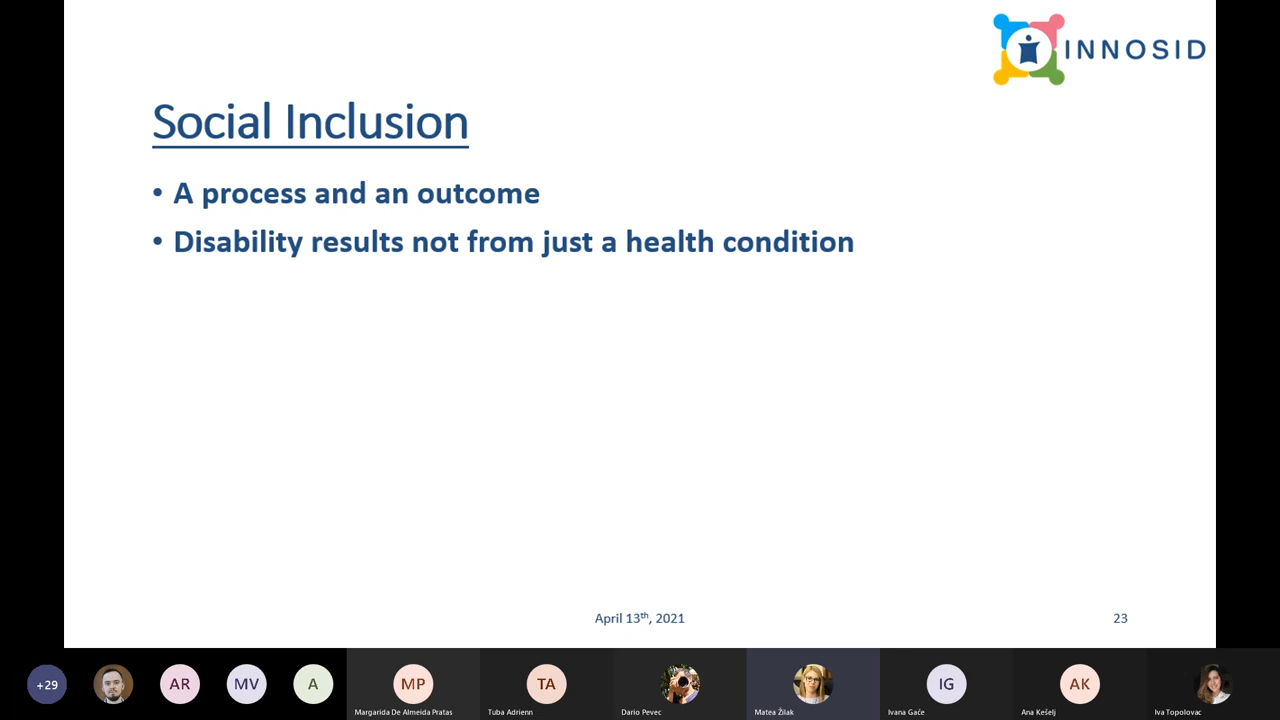 INNOSID
Social Inclusion
• A process and an outcome
• Disability results not from just a health condition
April 13th, 2021
23
+29
AR
MV
A
MP
TA
IG
AK
Margarida De Almeida Pratas
Tuba Adrienn
Dario Pevec
Matea Žilak
Ivana Gaće
Ana Kešelj
Iva Topolovac